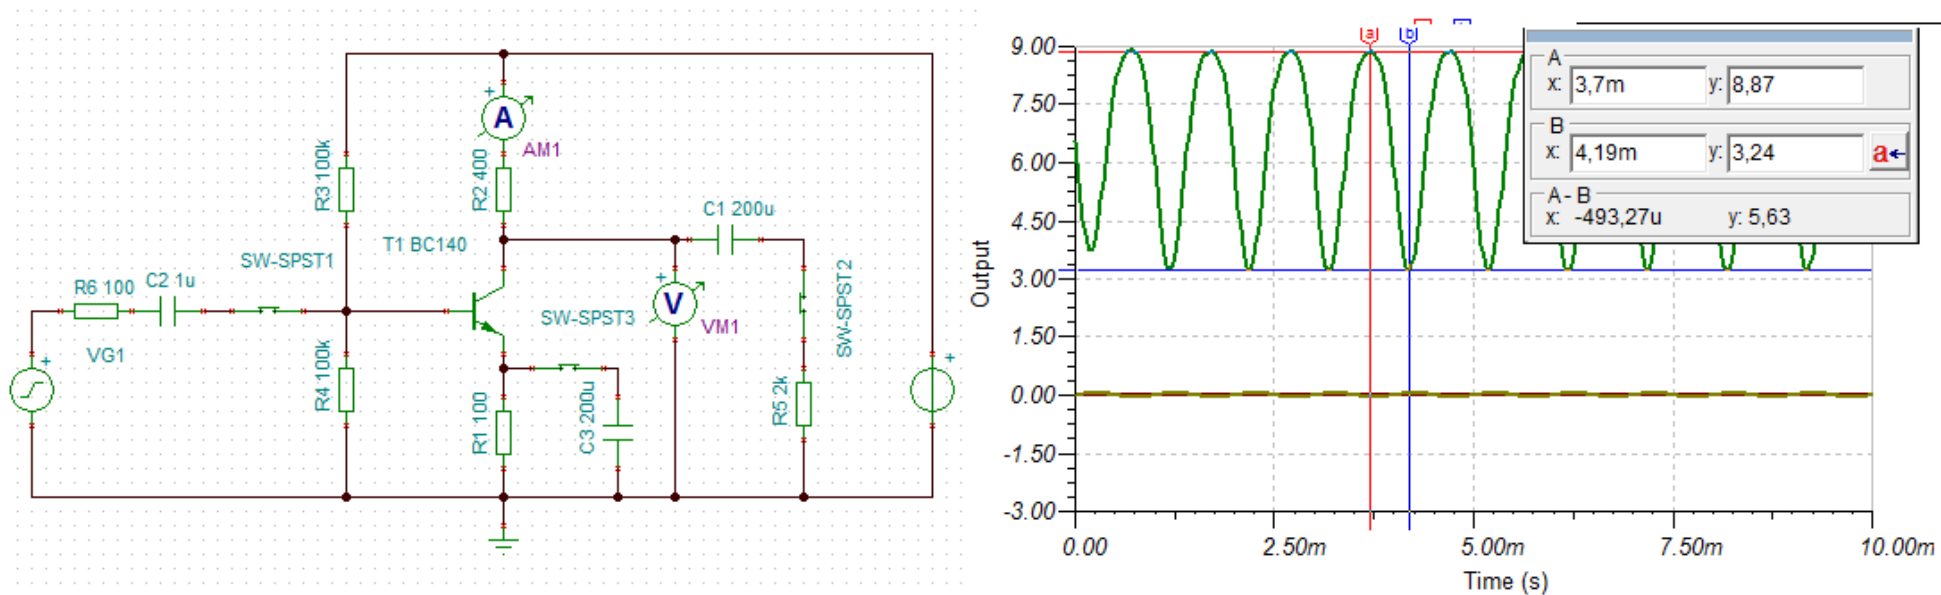 A
AM1
R3 100k
R2 400
C1 200u
T1 BC140
SW-SPST1
SW-SPST2
R6 100
C2 1u
V
VM1
SW-SPST3
VG1
R4 100k
R1 100
C3 200u
R5 2k
+
+
+
+
a
b
9.00
7.50
6.00
4.50
3.00
1.50
0.00
-1.50
-3.00
Output
0.00
2.50m
5.00m
7.50m
10.00m
Time (s)
A
x: 3,7m y: 8,87
B
x: 4,19m y: 3,24
a
A - B
x: -493,27u y: 5,63